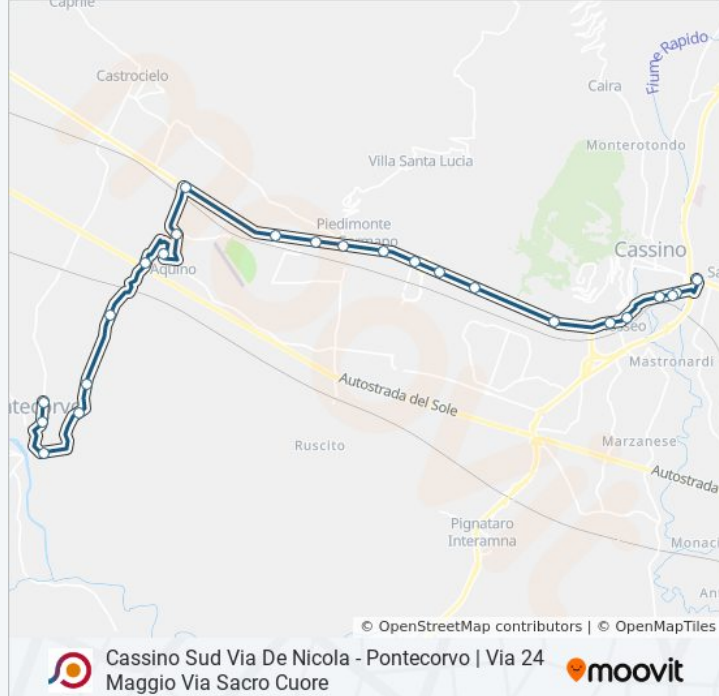 Caprile
Fiume Rapido
Castrocielo
Caira
Monterotondo
Villa Santa Lucia
Piedimonte
Cassino
Sa
Aquino
Mastronardi
Autostrada del Sole
Ruscito
Marzanese
Autostrada
Pignataro
Interamna
Monaci
An
© OpenStreetMap contributors | © OpenMapTiles
Cassino Sud Via De Nicola - Pontecorvo | Via 24
Maggio Via Sacro Cuore
moovit